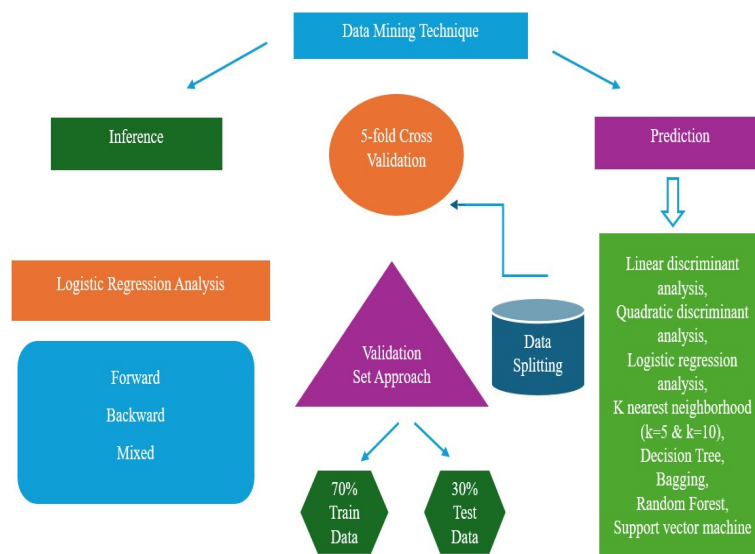 Data Mining Technique
Inference
5-fold Cross
Validation
Prediction
Logistic Regression Analysis
Forward
Backward
Mixed
Validation
Set Approach
70%
Train
Data
30%
Test
Data
Data
Splitting
Linear discriminant
analysis,
Quadratic discriminant
analysis,
Logistic regression
analysis,
K nearest neighborhood
(k=5 & k=10),
Decision Tree,
Bagging,
Random Forest,
Support vector machine